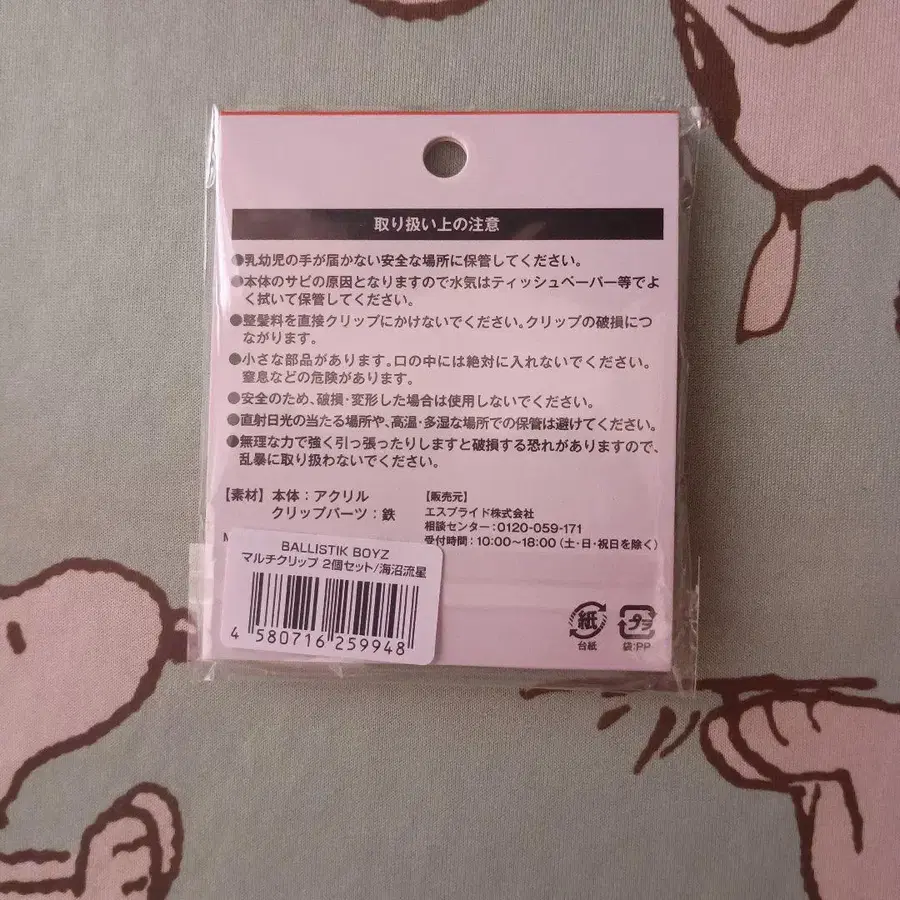 取り扱い上の注意
●乳幼児の手が届かない安全な場所に保管してください。
●本体のサビの原因となりますので水気はティッシュペーパー等でよ
く拭いて保管してください。
●整髪料を直接クリップにかけないでください。クリップの破損につ
ながります。
●小さな部品があります。口の中には絶対に入れないでください。
窒息などの危険があります。
●安全のため、破損・変形した場合は使用しないでください。
●直射日光の当たる場所や、高温・多湿な場所での保管は避けてください。
●無理な力で強く引っ張ったりしますと破損する恐れがありますので、
乱暴に取り扱わないでください。
【素材】本体：アクリル
クリップパーツ：鉄
【販売元】
エスプライド株式会社
相談センター：0120-059-171
受付時間：10:00〜18:00（土・日・祝日を除く）
BALLISTIK BOYZ
マルチクリップ 2個セット/海沼流星
4 580716 259948
紙
台紙
プラ
袋:PP